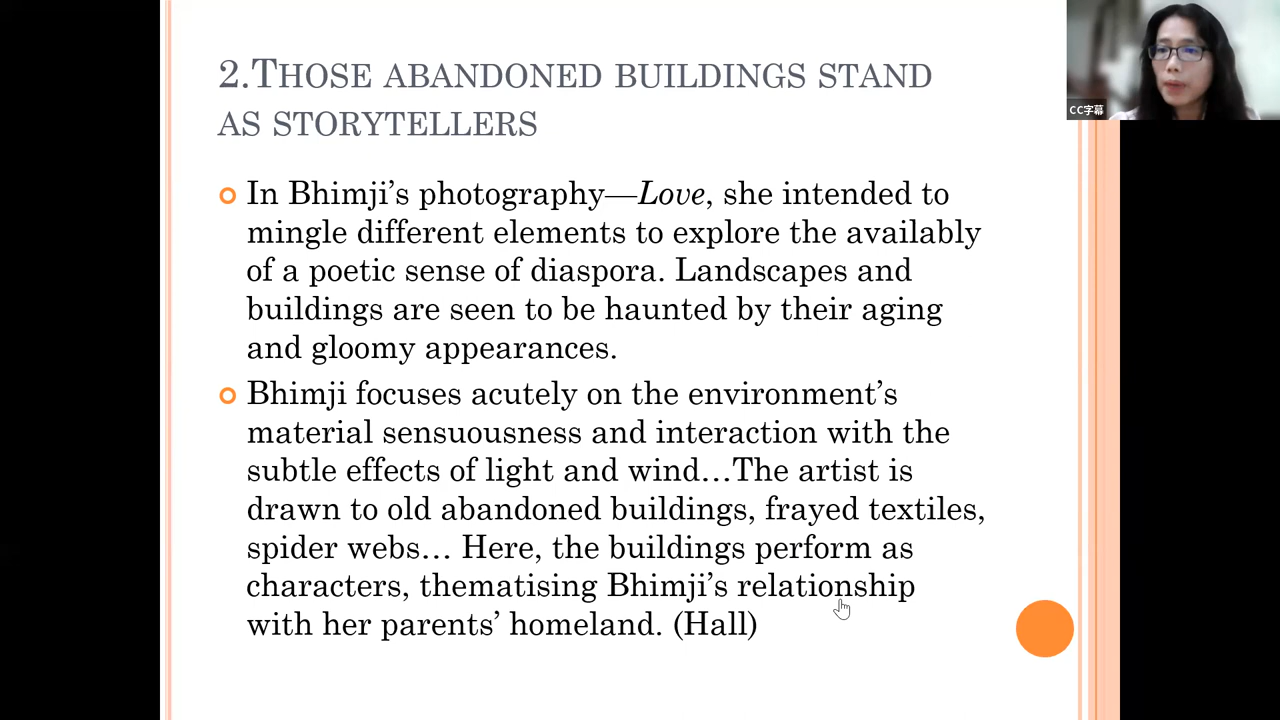 2.THOSE ABANDONED BUILDINGS STAND
AS STORYTELLERS
In Bhimji’s photography—Love, she intended to
mingle different elements to explore the availably
of a poetic sense of diaspora. Landscapes and
buildings are seen to be haunted by their aging
and gloomy appearances.
Bhimji focuses acutely on the environment’s
material sensuousness and interaction with the
subtle effects of light and wind…The artist is
drawn to old abandoned buildings, frayed textiles,
spider webs… Here, the buildings perform as
characters, thematising Bhimji’s relationship
with her parents’ homeland. (Hall)
CC字幕